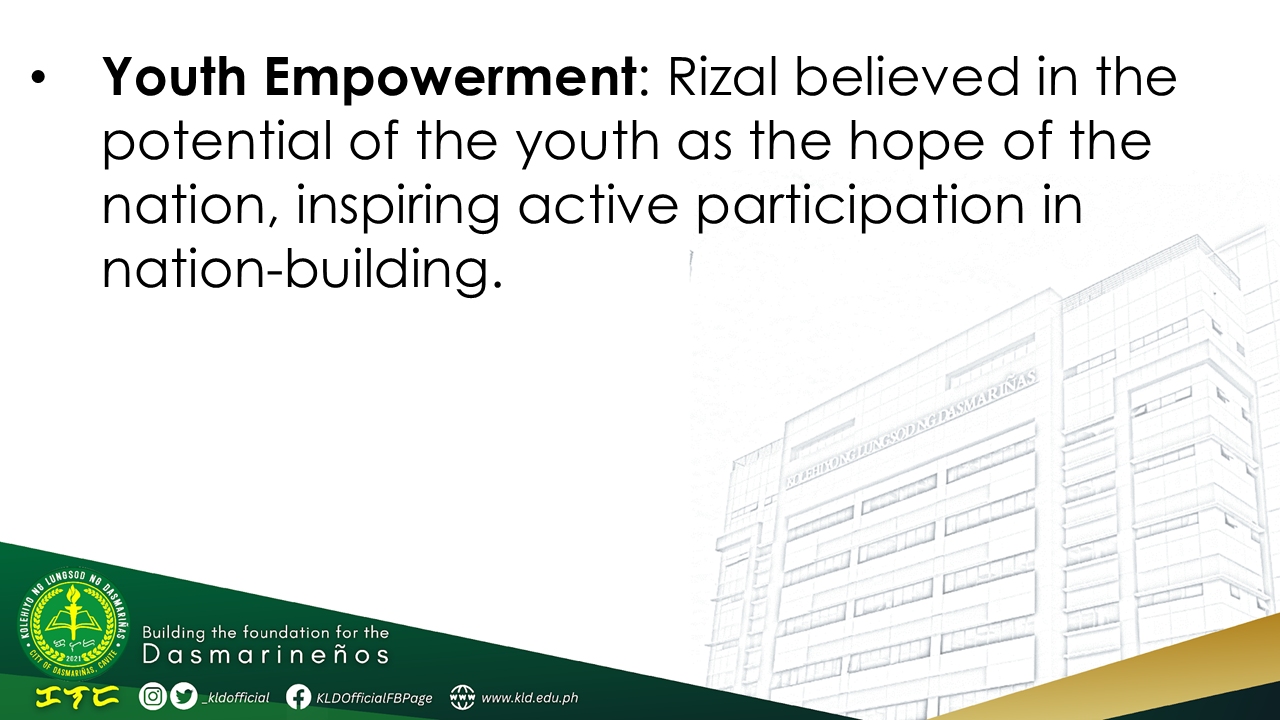 • Youth Empowerment: Rizal believed in the
potential of the youth as the hope of the
nation, inspiring active participation in
nation-building.
KOLEHIYO NG LUNGSOD NG DASMARIÑAS
KOLEHIYO NG LUNGSOD NG DASMARIÑAS
2021
CITY OF DASMARIÑAS, CAVITE
Building the foundation for the
Dasmarineños
_kldofficial
KLDOfficialFBPage
www.kld.edu.ph